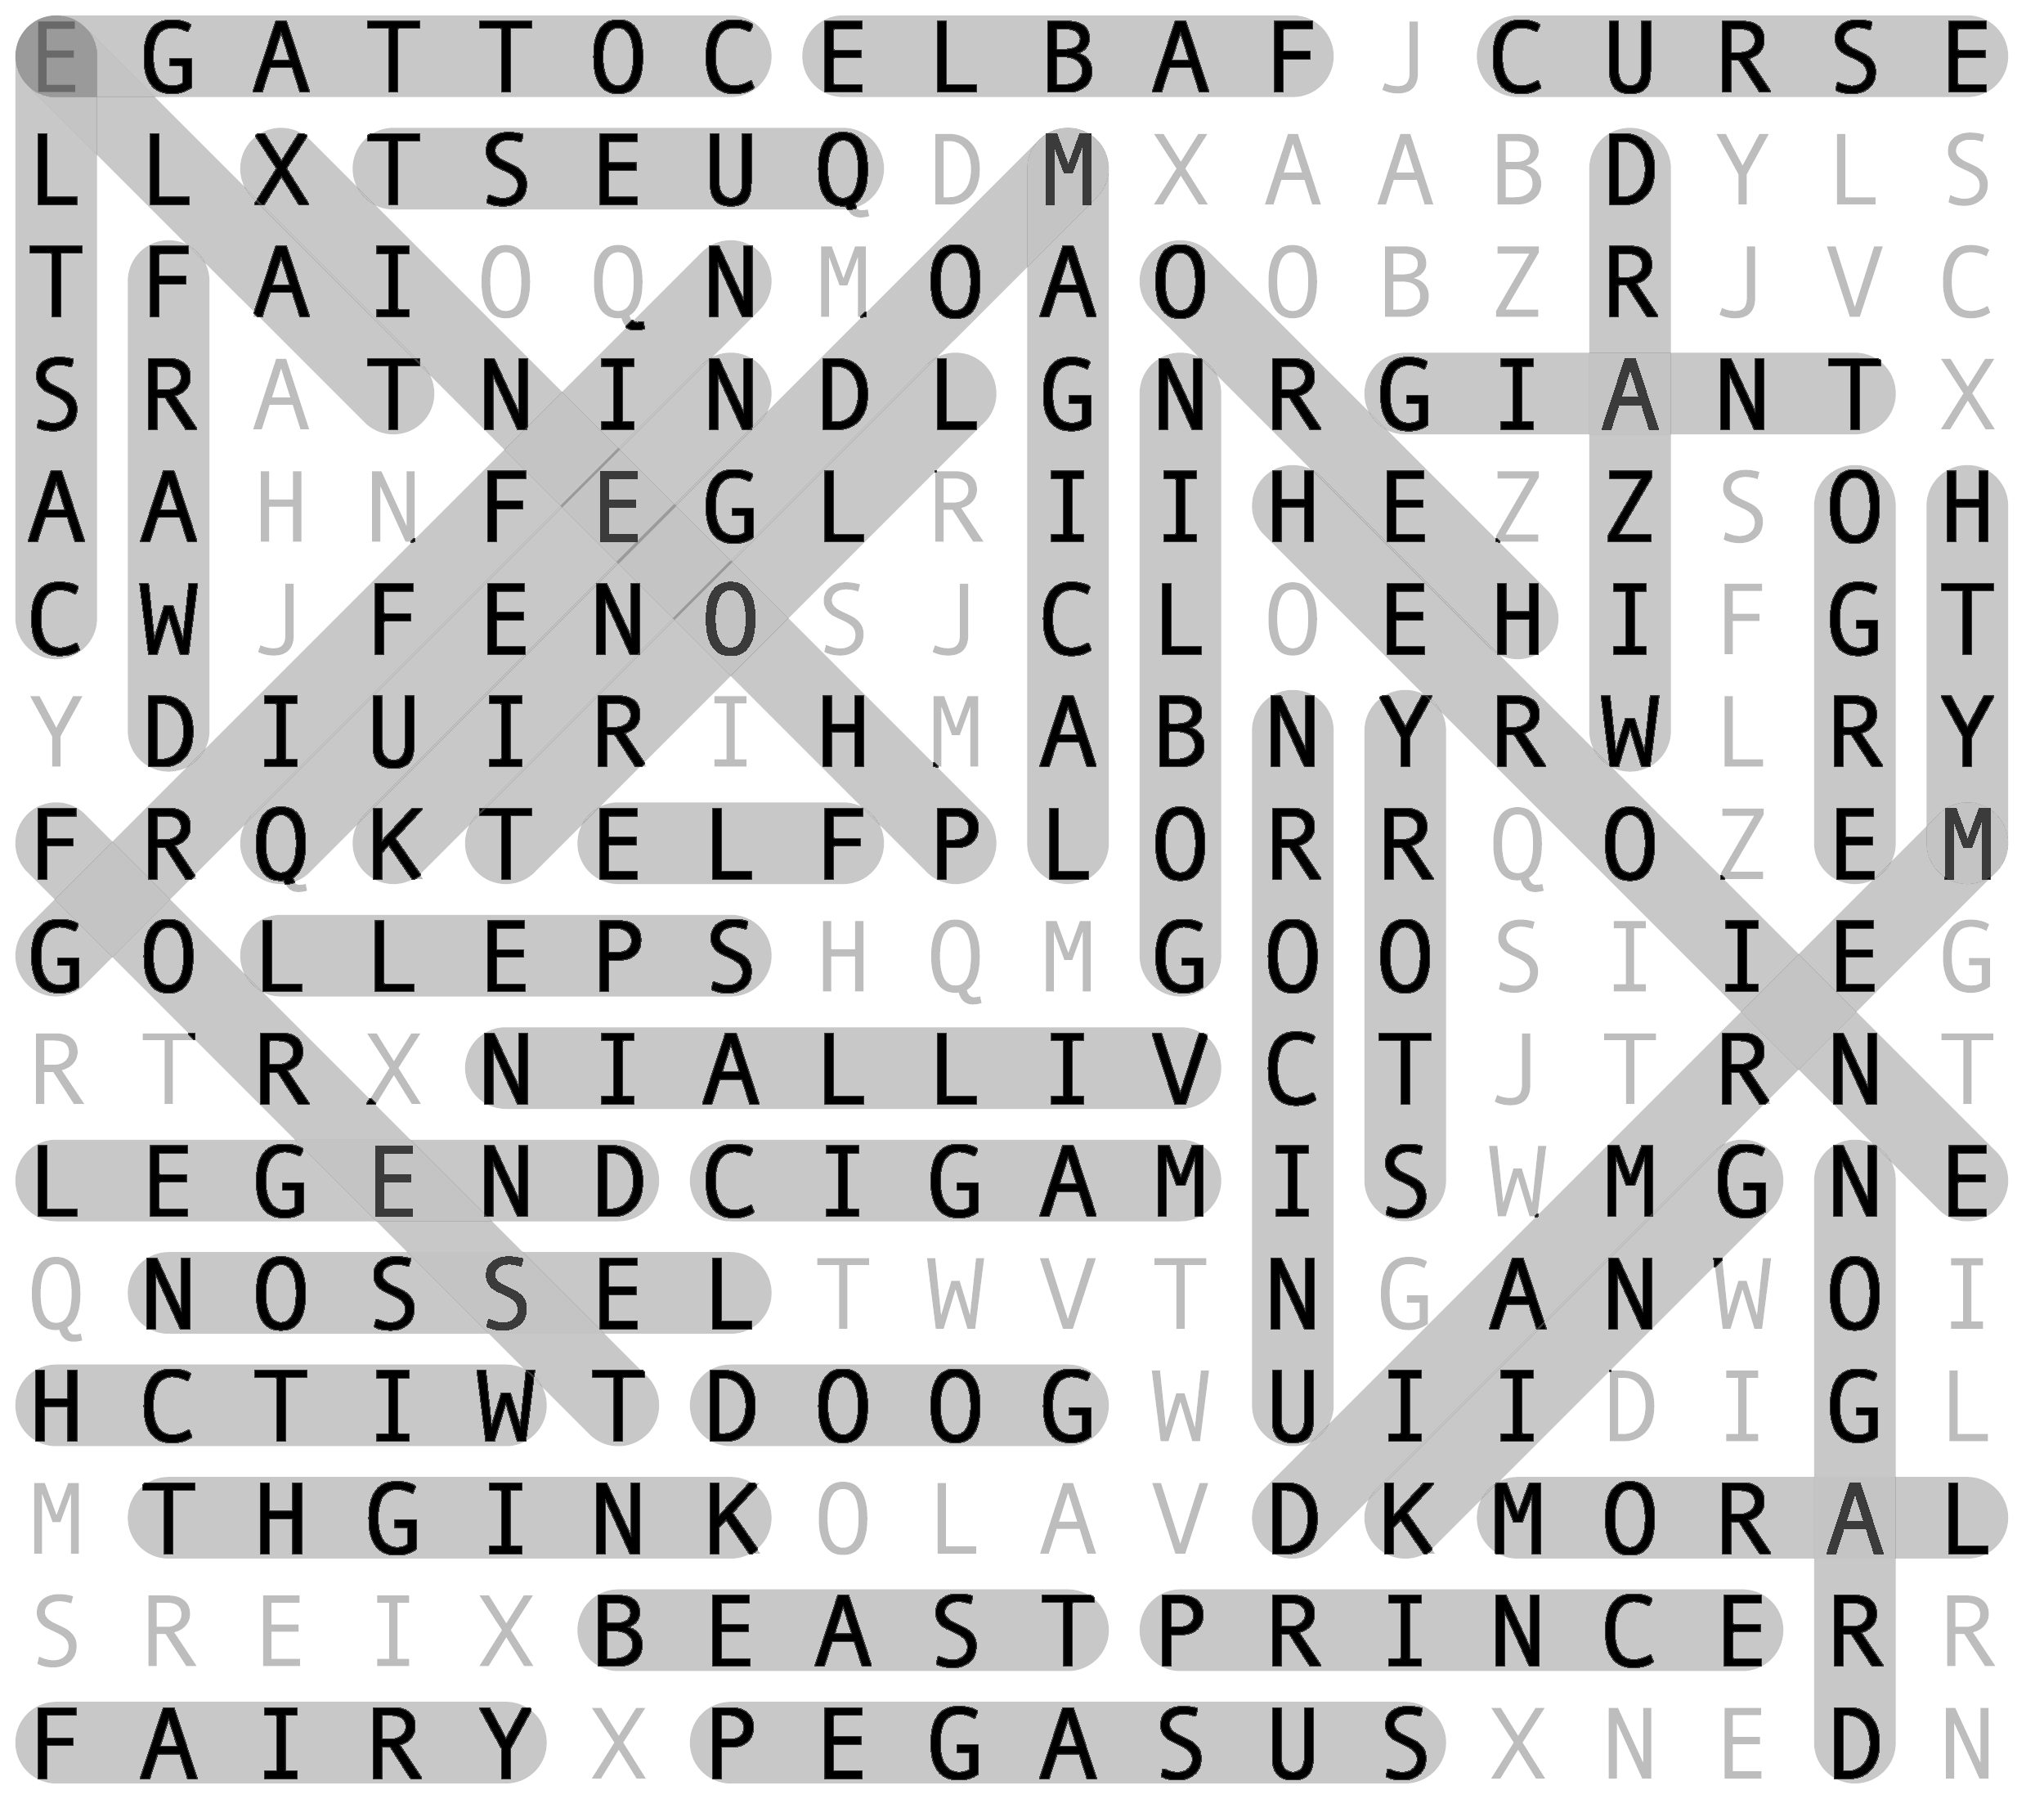 E G A T T O C E L B A F J C U R S E
L L X T S E U Q D M X A A B D Y L S
T F A I O Q N M O A O O B Z R J V C
S R A T N I N D L G N R G I A N T X
A A H N F E G L R I I H E Z Z S O H
C W J F E N O S J C L O E H I F G T
Y D I U I R I H M A B N Y R W L R Y
F R Q K T E L F P L O R R Q O Z E M
G O L L E P S H Q M G O O S I I E G
R T R X N I A L L I V C T J T R N T
L E G E N D C I G A M I S W M G N E
Q N O S S E L T W V T N G A N W O I
H C T I W T D O O G W U I I D I G L
M T H G I N K O L A V D K M O R A L
S R E I X B E A S T P R I N C E R R
F A I R Y X P E G A S U S X N E D N